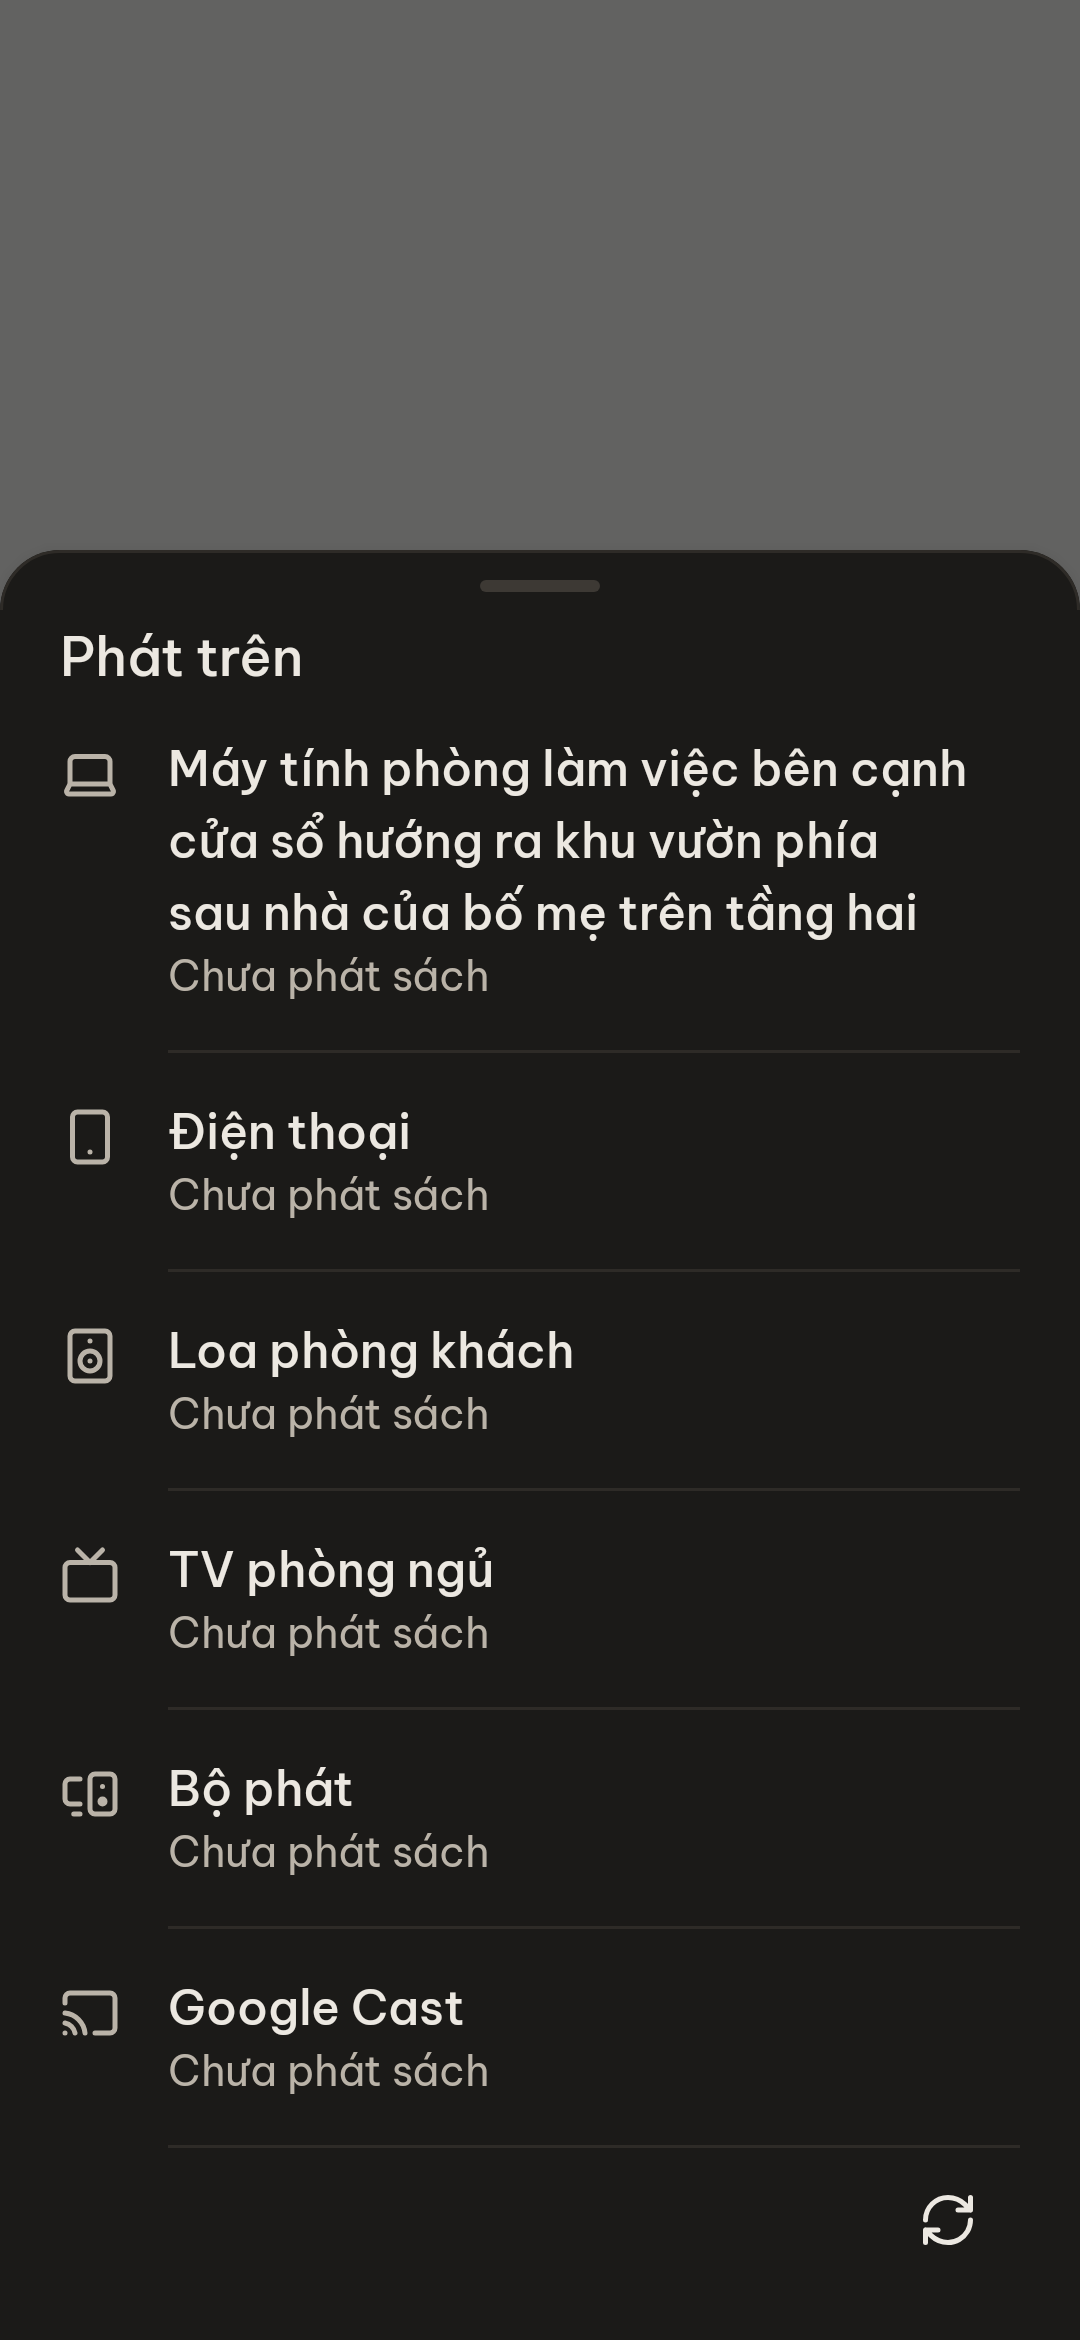 Phát trên
Máy tính phòng làm việc bên cạnh
cửa sổ hướng ra khu vườn phía
sau nhà của bố mẹ trên tầng hai
Chưa phát sách
Điện thoại
Chưa phát sách
Loa phòng khách
Chưa phát sách
TV phòng ngủ
Chưa phát sách
Bộ phát
Chưa phát sách
Google Cast
Chưa phát sách